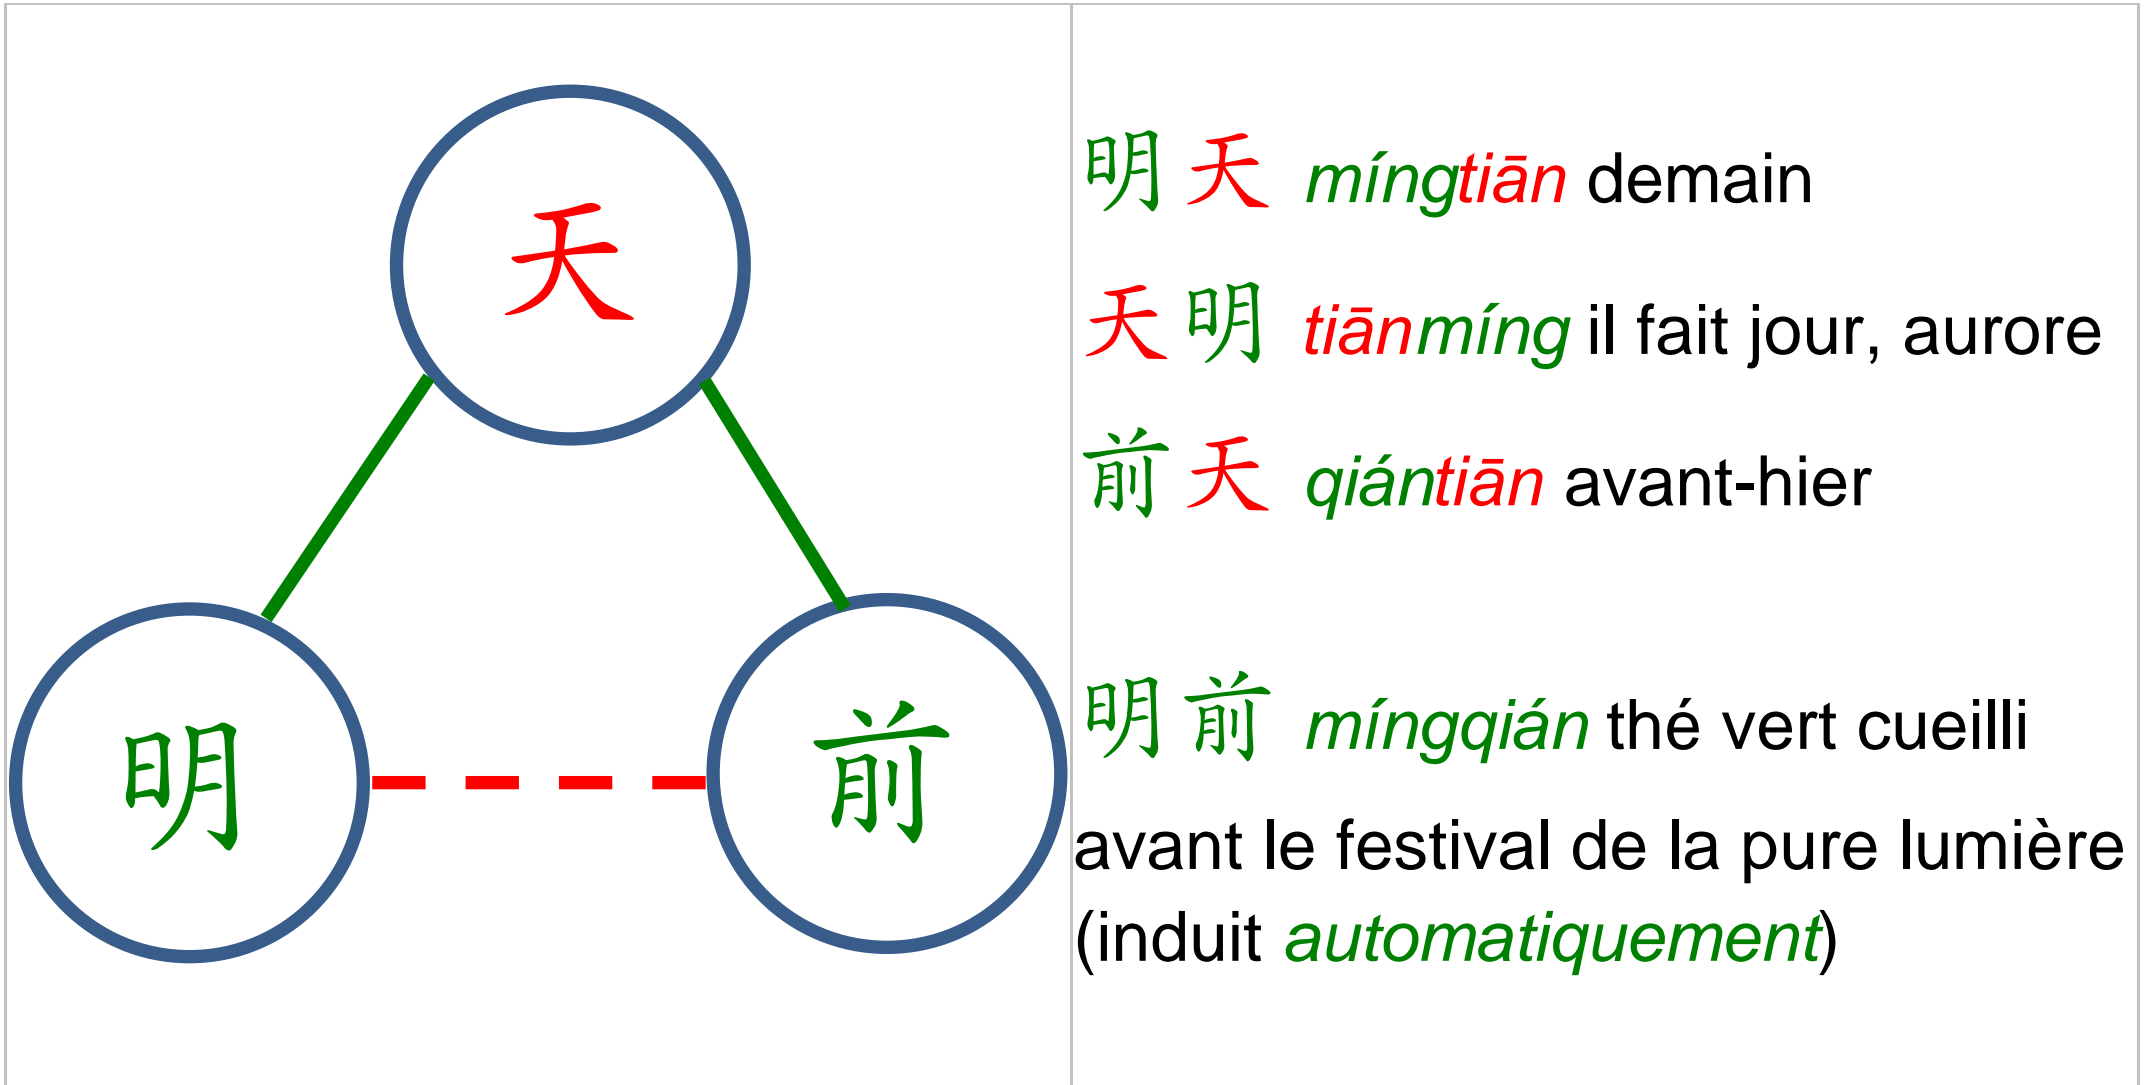 天
明
前
明天 míngtiān demain
天明 tiānmíng il fait jour, aurore
前天 qiántiān avant-hier
明前 míngqián thé vert cueilli
avant le festival de la pure lumière
(induit automatiquement)